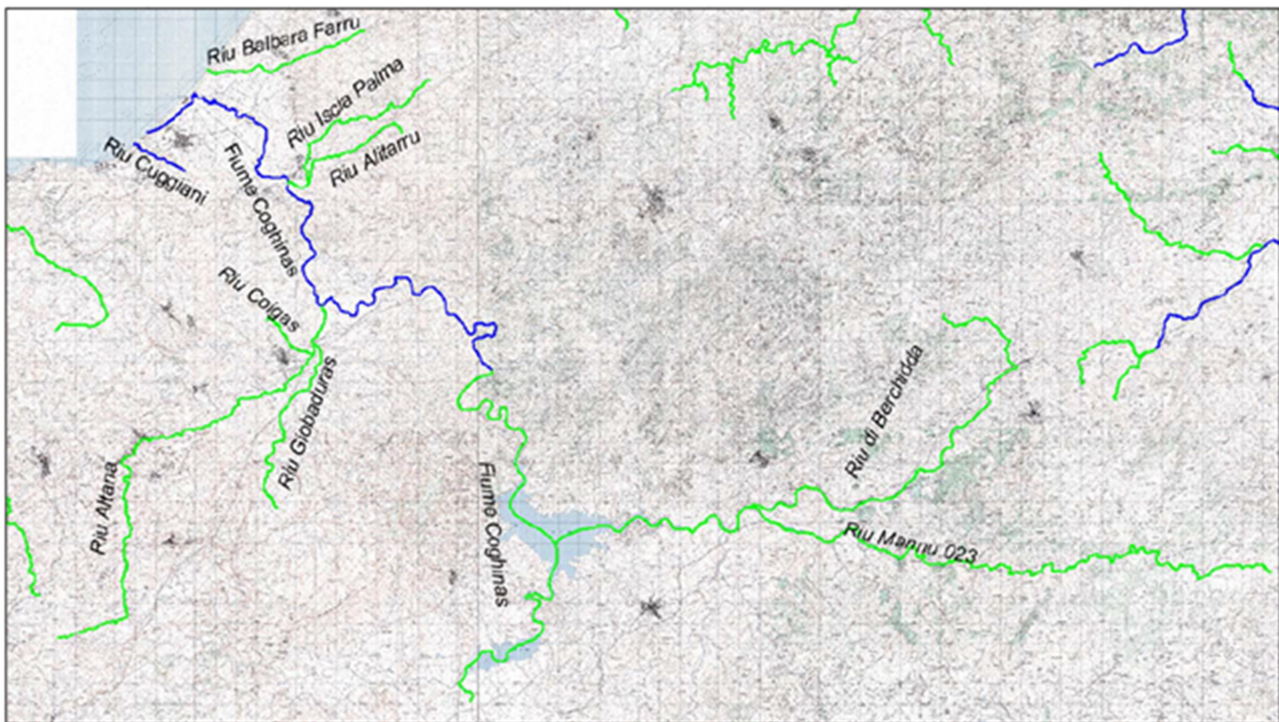 Riu Balbara Farru
Riu Iscia Palma
Riu Alitarru
Riu Cuggiani
Fiume Coghinas
Riu Coigas
Riu Giobaduras
Riu Altana
Fiume Coghinas
Riu di Berchidda
Riu Mannu 023